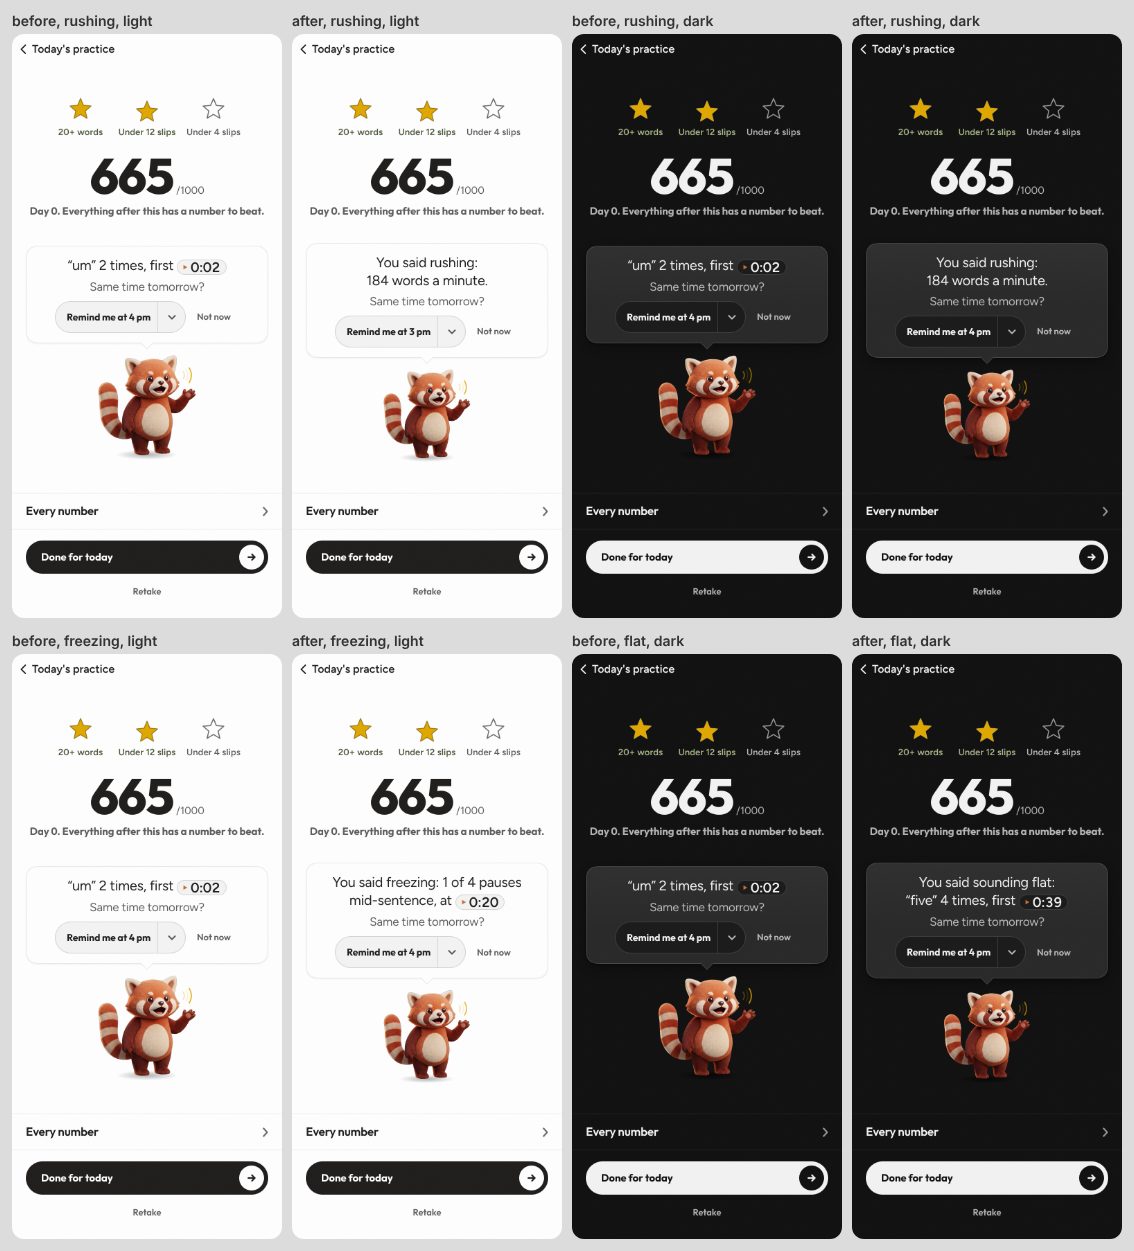 before, rushing, light
Today's practice
20+ words Under 12 slips Under 4 slips
665 /1000
Day 0. Everything after this has a number to beat.
“um” 2 times, first 0:02
Same time tomorrow?
Remind me at 4 pm Not now
Every number
Done for today
Retake
after, rushing, light
Today's practice
20+ words Under 12 slips Under 4 slips
665 /1000
Day 0. Everything after this has a number to beat.
You said rushing:
184 words a minute.
Same time tomorrow?
Remind me at 3 pm Not now
Every number
Done for today
Retake
before, rushing, dark
Today's practice
20+ words Under 12 slips Under 4 slips
665 /1000
Day 0. Everything after this has a number to beat.
“um” 2 times, first 0:02
Same time tomorrow?
Remind me at 4 pm Not now
Every number
Done for today
Retake
after, rushing, dark
Today's practice
20+ words Under 12 slips Under 4 slips
665 /1000
Day 0. Everything after this has a number to beat.
You said rushing:
184 words a minute.
Same time tomorrow?
Remind me at 4 pm Not now
Every number
Done for today
Retake
before, freezing, light
Today's practice
20+ words Under 12 slips Under 4 slips
665 /1000
Day 0. Everything after this has a number to beat.
“um” 2 times, first 0:02
Same time tomorrow?
Remind me at 4 pm Not now
Every number
Done for today
Retake
after, freezing, light
Today's practice
20+ words Under 12 slips Under 4 slips
665 /1000
Day 0. Everything after this has a number to beat.
You said freezing: 1 of 4 pauses
mid-sentence, at 0:20
Same time tomorrow?
Remind me at 4 pm Not now
Every number
Done for today
Retake
before, flat, dark
Today's practice
20+ words Under 12 slips Under 4 slips
665 /1000
Day 0. Everything after this has a number to beat.
“um” 2 times, first 0:02
Same time tomorrow?
Remind me at 4 pm Not now
Every number
Done for today
Retake
after, flat, dark
Today's practice
20+ words Under 12 slips Under 4 slips
665 /1000
Day 0. Everything after this has a number to beat.
You said sounding flat:
“five” 4 times, first 0:39
Same time tomorrow?
Remind me at 4 pm Not now
Every number
Done for today
Retake